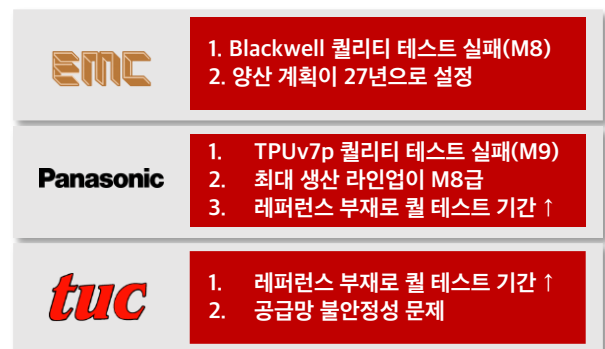 EMC
1. Blackwell 퀄리티 테스트 실패(M8)
2. 양산 계획이 27년으로 설정
Panasonic
1. TPUv7p 퀄리티 테스트 실패(M9)
2. 최대 생산 라인업이 M8급
3. 레퍼런스 부재로 퀄 테스트 기간 ↑
tuc
1. 레퍼런스 부재로 퀄 테스트 기간 ↑
2. 공급망 불안정성 문제